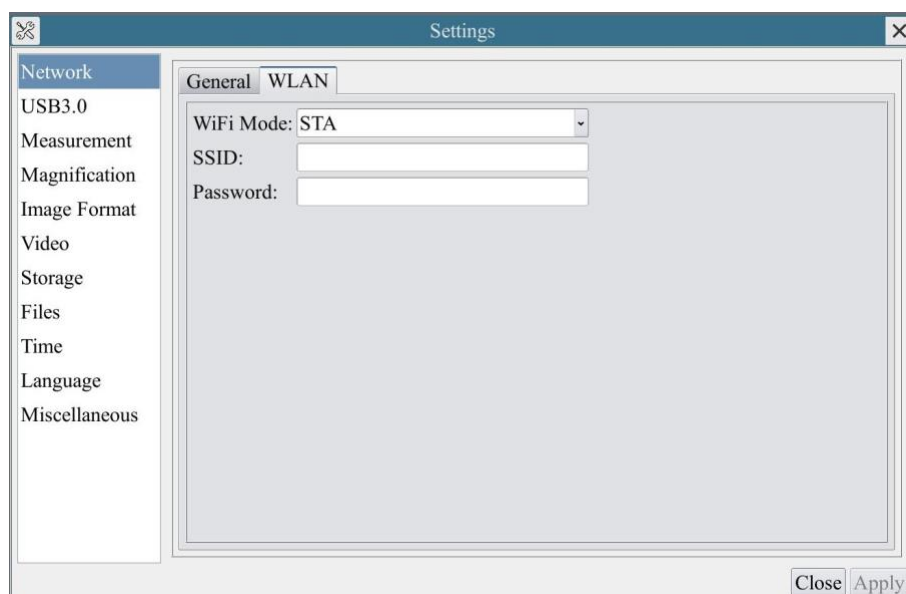 Settings
Network
USB3.0
Measurement
Magnification
Image Format
Video
Storage
Files
Time
Language
Miscellaneous
General WLAN
WiFi Mode: STA
SSID:
Password:
Close Apply